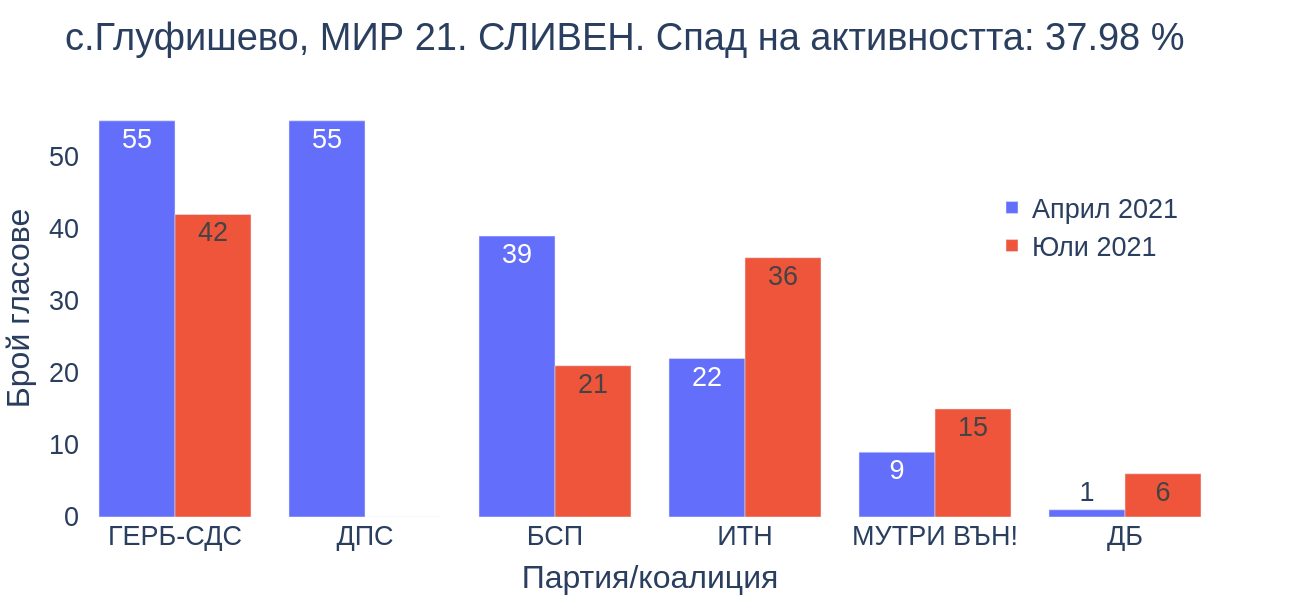 с.Глуфишево, МИР 21. СЛИВЕН. Спад на активността: 37.98 %
Брой гласове
50
40
30
20
10
0
55
42
55
39
21
22
36
9
15
1
6
Април 2021
Юли 2021
ГЕРБ-СДС
ДПС
БСП
ИТН
МУТРИ ВЪН!
ДБ
Партия/коалиция